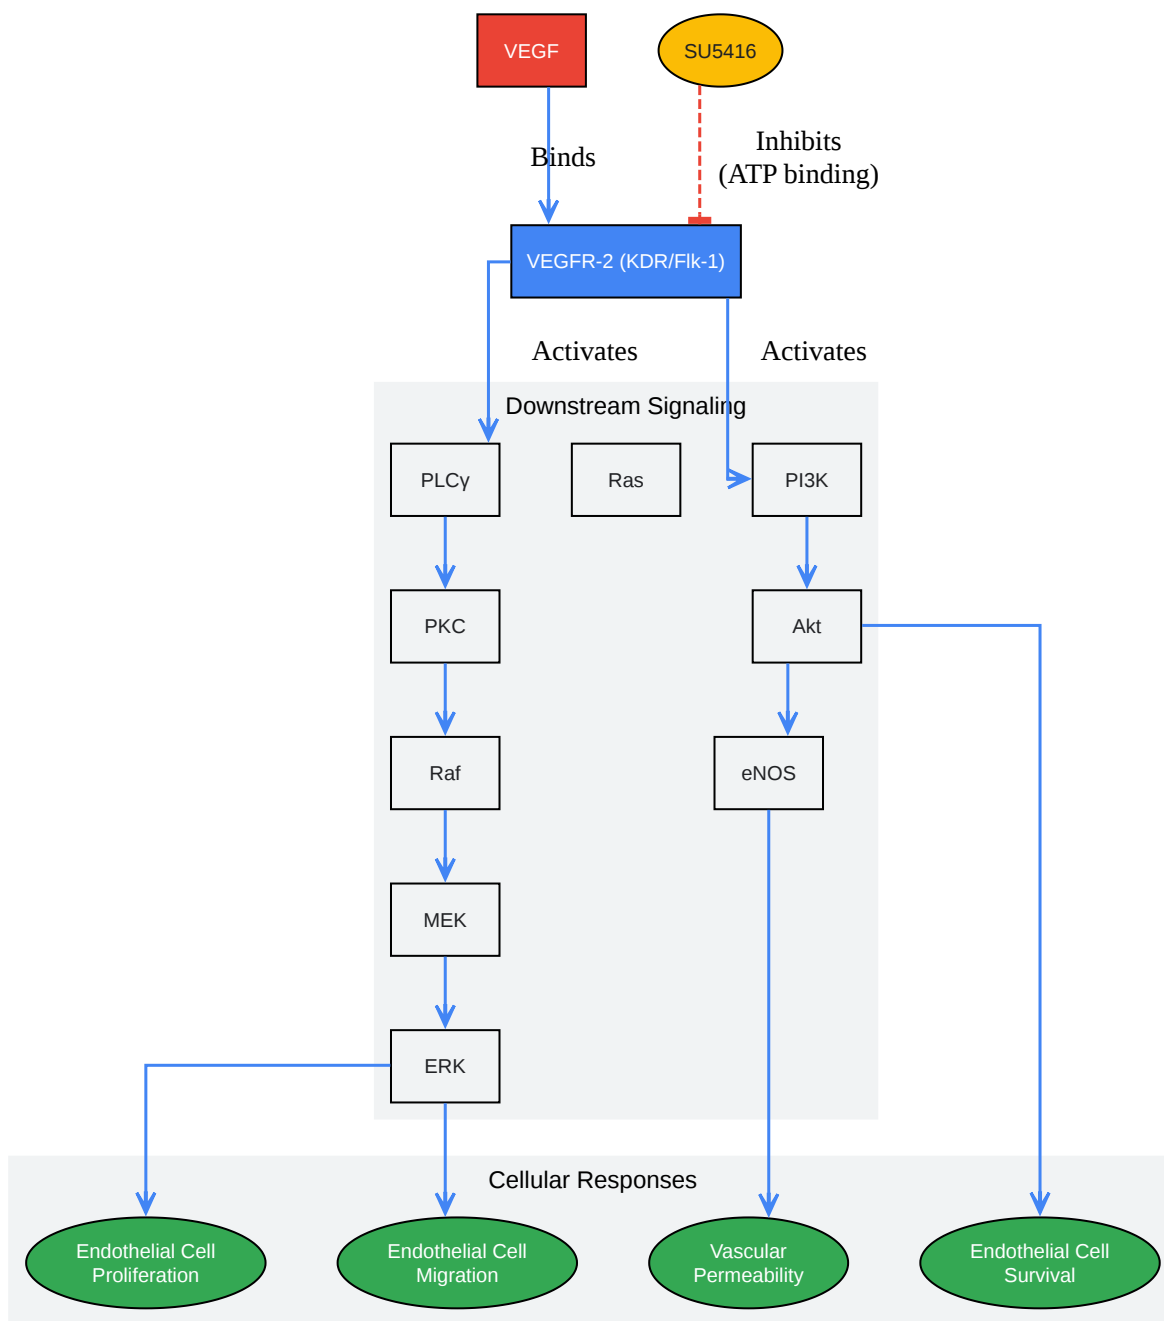 VEGF
SU5416
Binds
Inhibits
(ATP binding)
VEGFR-2 (KDR/Flk-1)
Activates
Activates
Downstream Signaling
PLCγ
Ras
PI3K
PKC
Akt
Raf
eNOS
MEK
ERK
Cellular Responses
Endothelial Cell
Proliferation
Endothelial Cell
Migration
Vascular
Permeability
Endothelial Cell
Survival